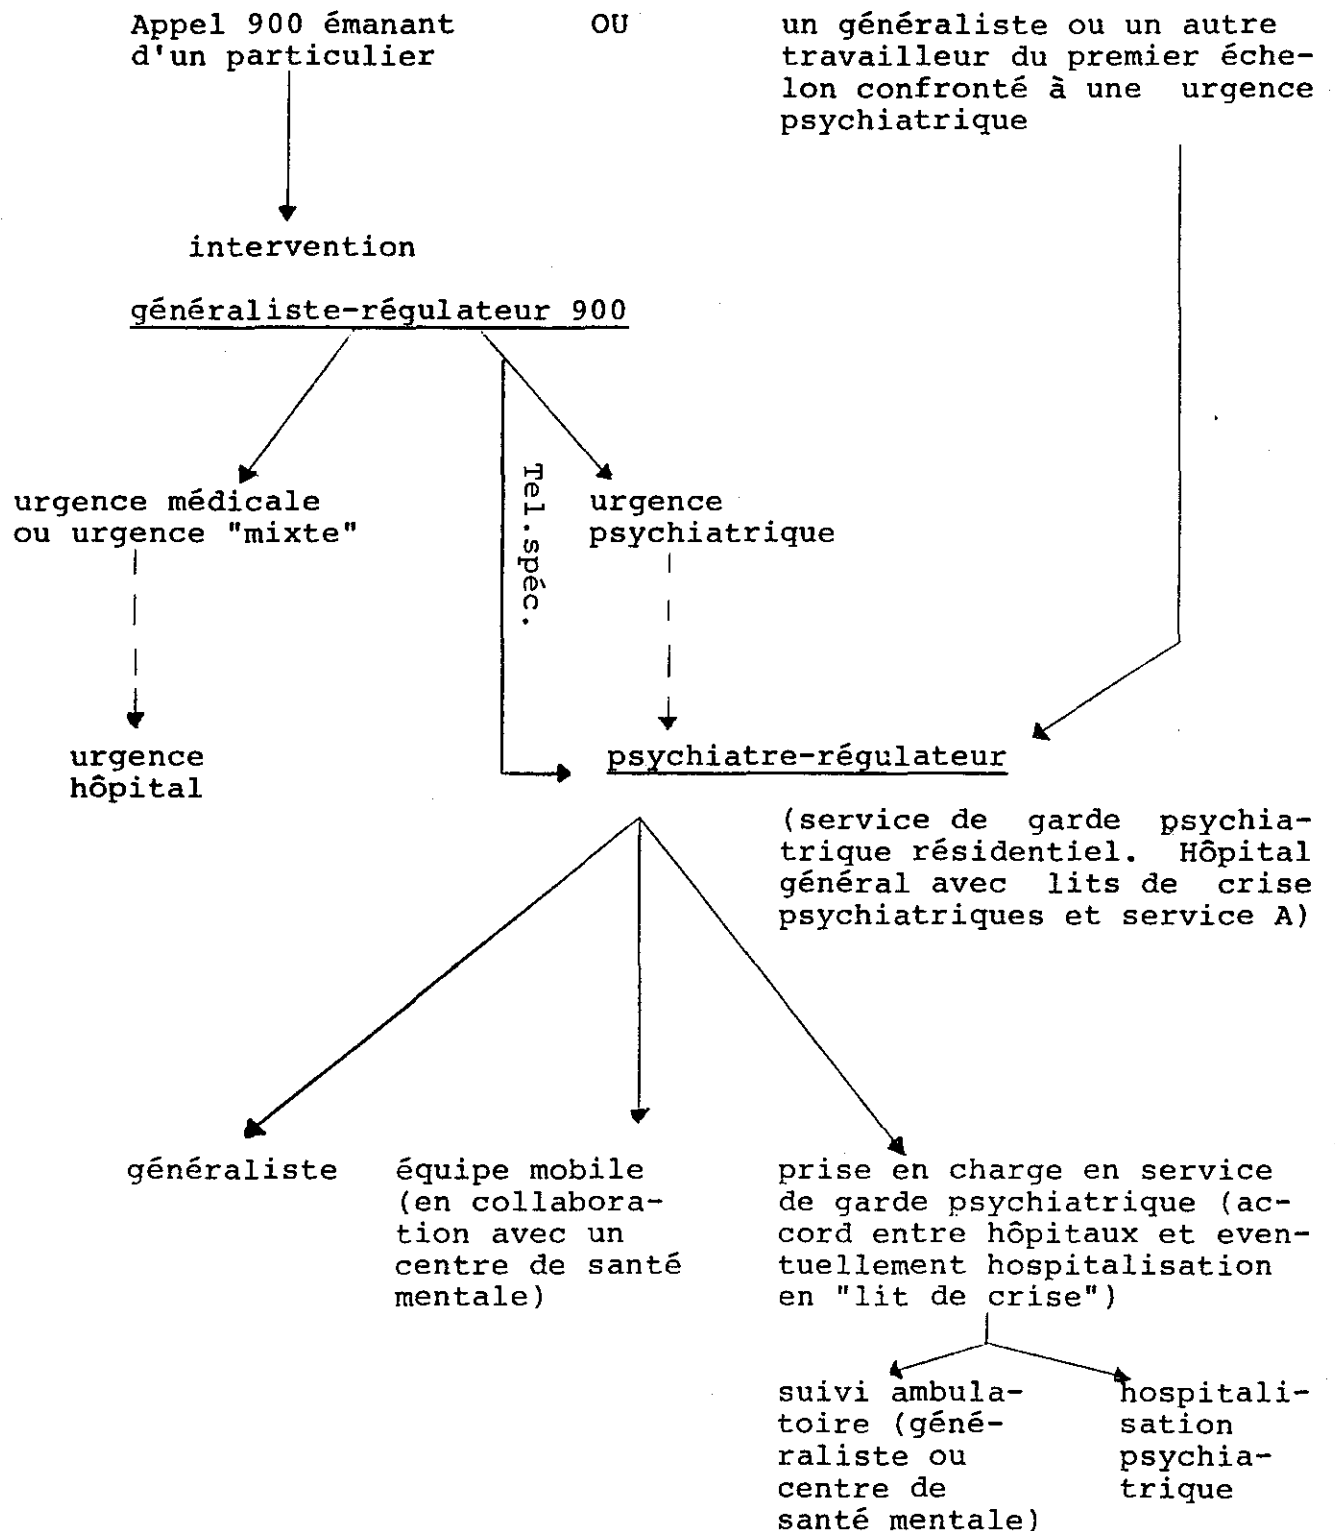 Appel 900 émanant
d'un particulier
OU
un généraliste ou un autre
travailleur du premier éche-
lon confronté à une urgence
psychiatrique
intervention
généraliste-régulateur 900
urgence médicale
ou urgence "mixte"
Tel.spéc.
urgence
psychiatrique
urgence
hôpital
psychiatre-régulateur
(service de garde psychia-
trique résidentiel. Hôpital
général avec lits de crise
psychiatriques et service A)
généraliste
équipe mobile
(en collabora-
tion avec un
centre de santé
mentale)
prise en charge en service
de garde psychiatrique (ac-
cord entre hôpitaux et even-
tuellement hospitalisation
en "lit de crise")
suivi ambula-
toire (géné-
raliste ou
centre de
santé mentale)
hospitali-
sation
psychia-
trique